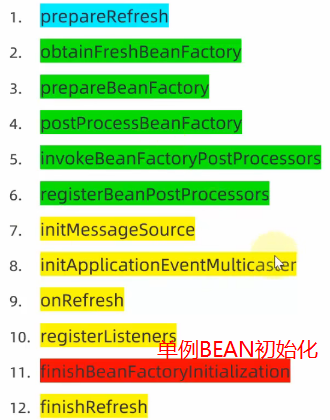 1. prepareRefresh
2. obtainFreshBeanFactory
3. prepareBeanFactory
4. postProcessBeanFactory
5. invokeBeanFactoryPostProcessors
6. registerBeanPostProcessors
7. initMessageSource
8. initApplicationEventMulticaster
9. onRefresh
10. registerListeners
单例BEAN初始化
11. finishBeanFactoryInitialization
12. finishRefresh